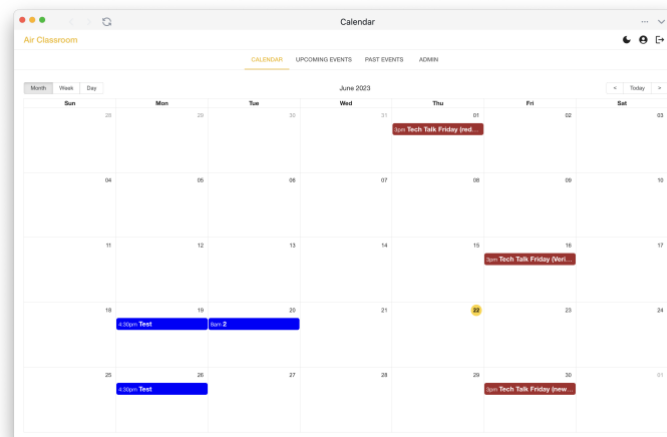 Calendar
Air Classroom
CALENDAR UPCOMING EVENTS PAST EVENTS ADMIN
Month Week Day June 2023 < Today >
Sun Mon Tue Wed Thu Fri Sat
28 29 30 31 01 02 03
3pm Tech Talk Friday (red...
04 05 06 07 08 09 10
11 12 13 14 15 16 17
3pm Tech Talk Friday (Veri...
18 19 20 21 22 23 24
4:30pm Test 8am 2
25 26 27 28 29 30 01
4:30pm Test 3pm Tech Talk Friday (new...